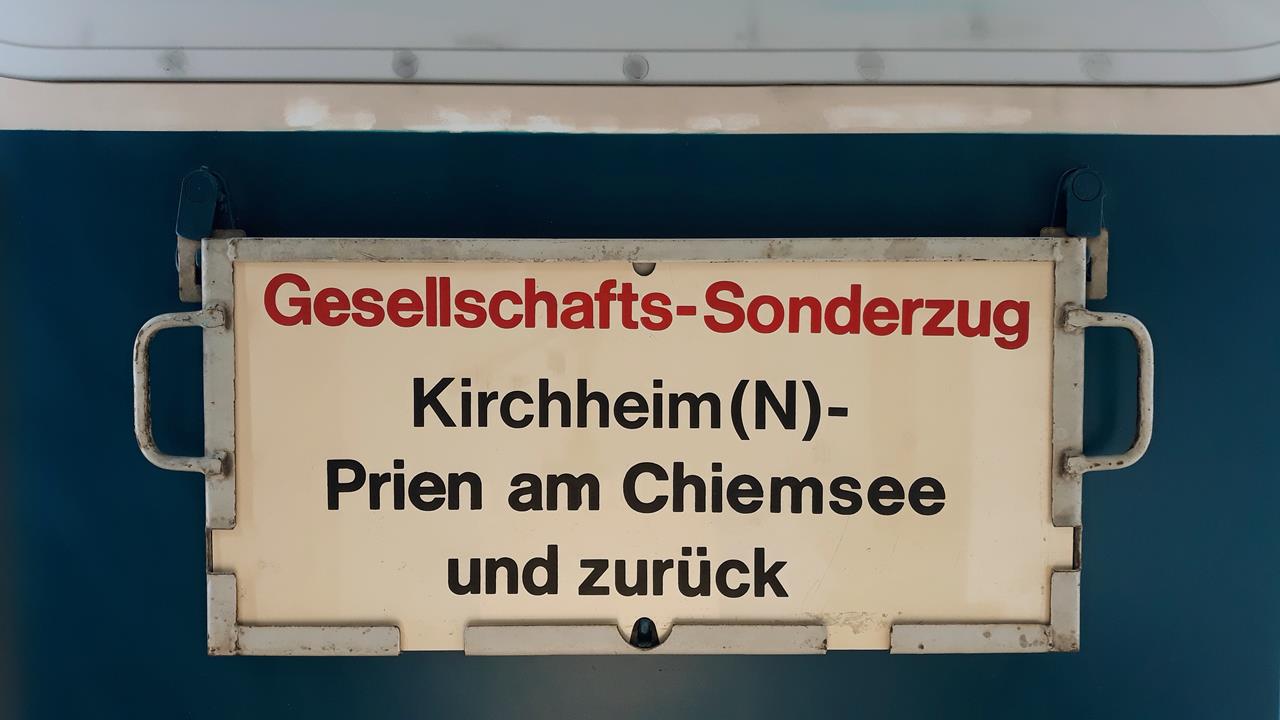 Gesellschafts-Sonderzug
Kirchheim(N)-
Prien am Chiemsee
und zurück